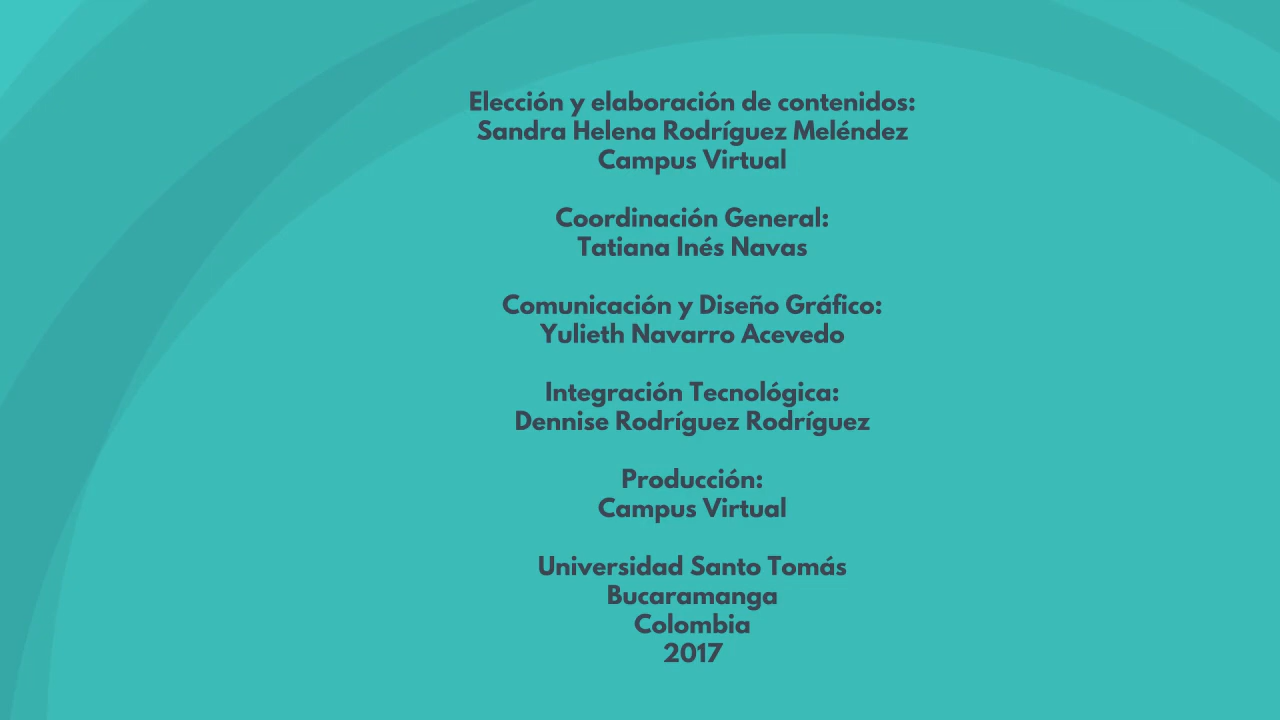 Elección y elaboración de contenidos:
Sandra Helena Rodríguez Meléndez
Campus Virtual
Coordinación General:
Tatiana Inés Navas
Comunicación y Diseño Gráfico:
Yulieth Navarro Acevedo
Integración Tecnológica:
Dennise Rodríguez Rodríguez
Producción:
Campus Virtual
Universidad Santo Tomás
Bucaramanga
Colombia
2017